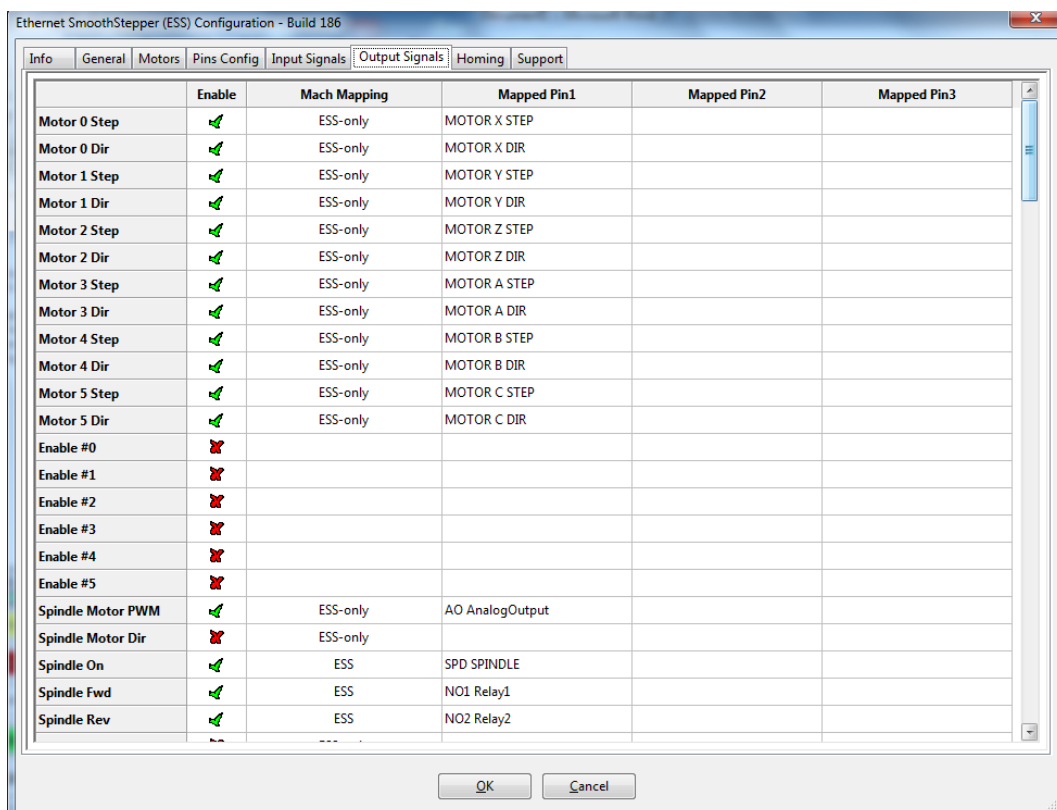 Ethernet SmoothStepper (ESS) Configuration - Build 186
Info General Motors Pins Config Input Signals Output Signals Homing Support
Enable Mach Mapping Mapped Pin1 Mapped Pin2 Mapped Pin3
Motor 0 Step ESS-only MOTOR X STEP
Motor 0 Dir ESS-only MOTOR X DIR
Motor 1 Step ESS-only MOTOR Y STEP
Motor 1 Dir ESS-only MOTOR Y DIR
Motor 2 Step ESS-only MOTOR Z STEP
Motor 2 Dir ESS-only MOTOR Z DIR
Motor 3 Step ESS-only MOTOR A STEP
Motor 3 Dir ESS-only MOTOR A DIR
Motor 4 Step ESS-only MOTOR B STEP
Motor 4 Dir ESS-only MOTOR B DIR
Motor 5 Step ESS-only MOTOR C STEP
Motor 5 Dir ESS-only MOTOR C DIR
Enable #0
Enable #1
Enable #2
Enable #3
Enable #4
Enable #5
Spindle Motor PWM ESS-only AO AnalogOutput
Spindle Motor Dir ESS-only
Spindle On ESS SPD SPINDLE
Spindle Fwd ESS NO1 Relay1
Spindle Rev ESS NO2 Relay2
OK Cancel